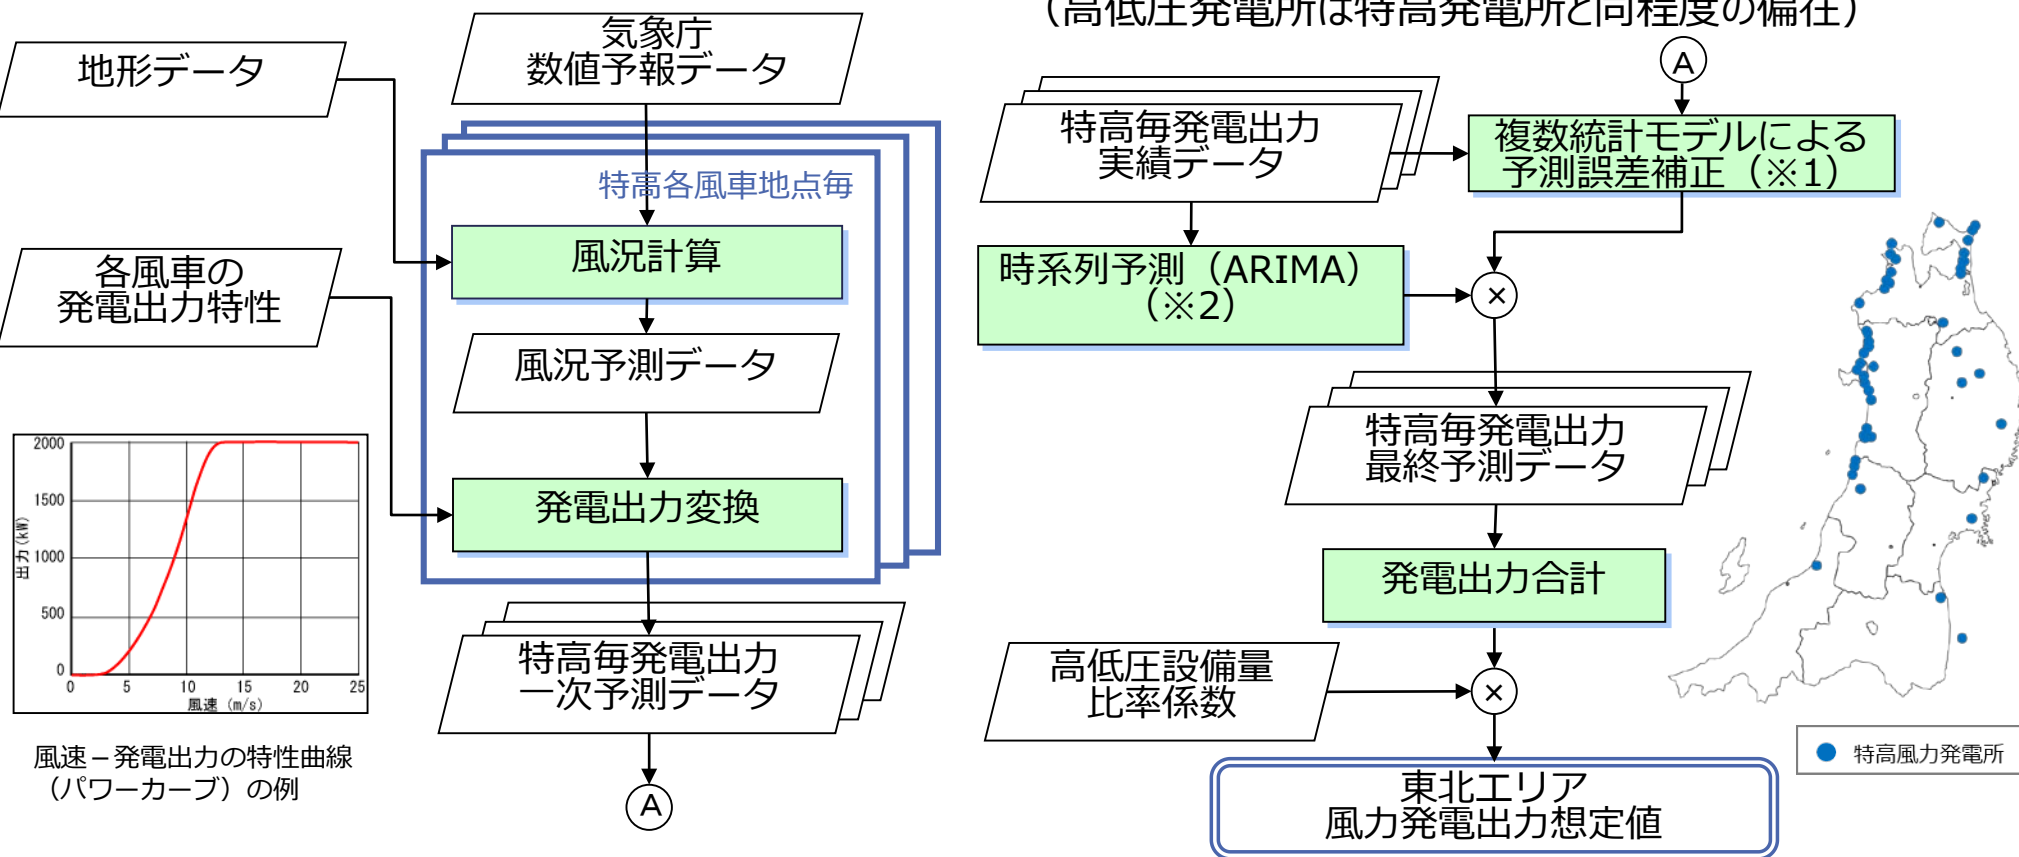 地形データ
気象庁
数値予報データ
特高各風車地点毎
風況計算
各風車の
発電出力特性
風況予測データ
発電出力変換
2000
1500
1000
500
0
出力(kW)
0 5 10 15 20 25
風速 (m/s)
風速－発電出力の特性曲線
（パワーカーブ）の例
特高毎発電出力
一次予測データ
A
（高低圧発電所は特高発電所と同程度の偏在）
A
特高毎発電出力
実績データ
複数統計モデルによる
予測誤差補正（※1）
時系列予測（ARIMA）
（※2）
×
特高毎発電出力
最終予測データ
発電出力合計
高低圧設備量
比率係数
×
東北エリア
風力発電出力想定値
特高風力発電所